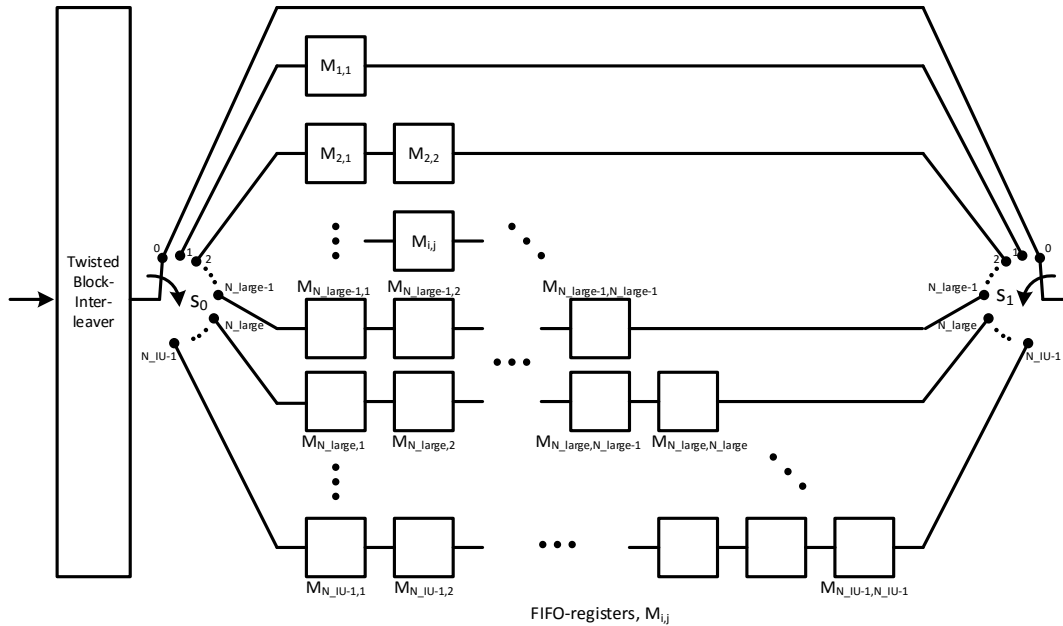 M1,1
M2,1 M2,2
Mi,j
Twisted
Block-
Inter-
leaver
0
1
2
N_large-1
N_large
N_IU-1
S0
MN_large-1,1 MN_large-1,2 MN_large-1,N_large-1
MN_large,1 MN_large,2 MN_large,N_large-1 MN_large,N_large
MN_IU-1,1 MN_IU-1,2 MN_IU-1,N_IU-1
0
1
2
N_large-1
N_large
N_IU-1
S1
FIFO-registers, Mi,j